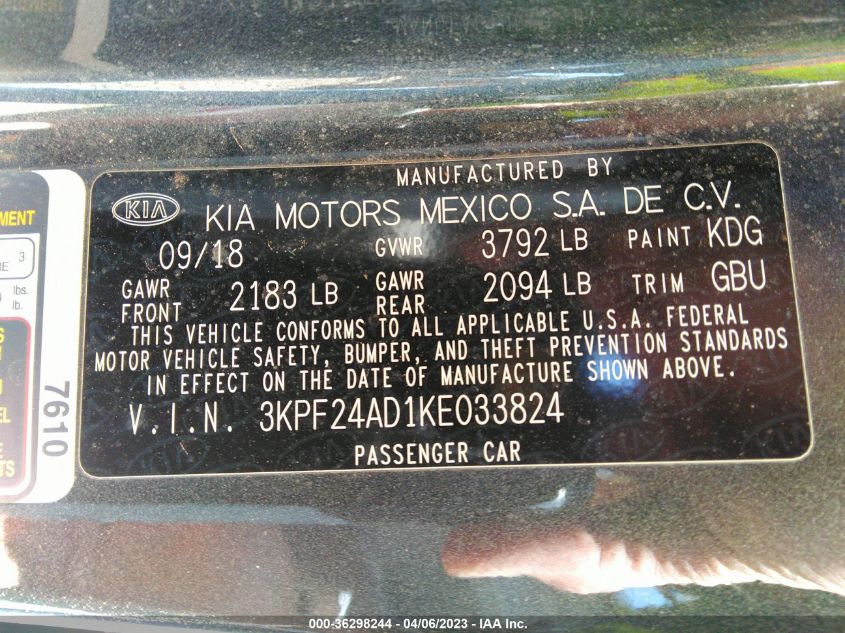 MANUFACTURED BY
KIA KIA MOTORS MEXICO S.A. DE C.V.
09/18 GVWR 3792 LB PAINT KDG
GAWR FRONT 2183 LB GAWR REAR 2094 LB TRIM GBU
THIS VEHICLE CONFORMS TO ALL APPLICABLE U.S.A. FEDERAL
MOTOR VEHICLE SAFETY, BUMPER, AND THEFT PREVENTION STANDARDS
IN EFFECT ON THE DATE OF MANUFACTURE SHOWN ABOVE.
V.I.N. 3KPF24AD1KE033824
PASSENGER CAR
3
lbs.
lb.
7610
000-36298244 - 04/06/2023 - IAA Inc.